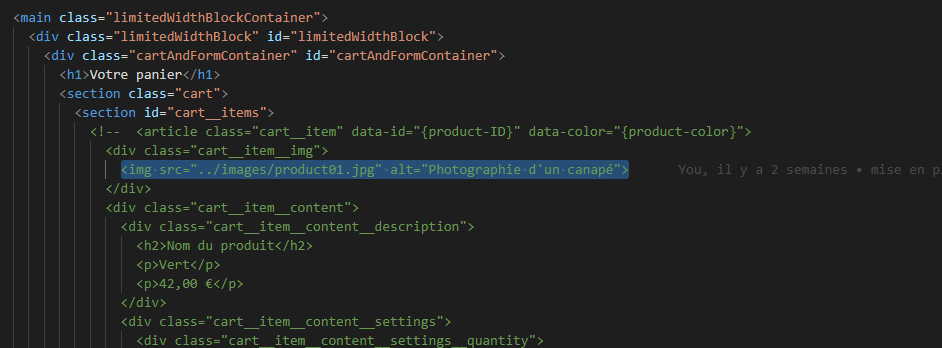 <main class="limitedWidthBlockContainer">
<div class="limitedWidthBlock" id="limitedWidthBlock">
<div class="cartAndFormContainer" id="cartAndFormContainer">
<h1>Votre panier</h1>
<section class="cart">
<section id="cart__items">
<!--  <article class="cart__item" data-id="{product-ID}" data-color="{product-color}">
<div class="cart__item__img">
<img src="../images/product01.jpg" alt="Photographie d'un canapé"> You, il y a 2 semaines • mise en p
</div>
<div class="cart__item__content">
<div class="cart__item__content__description">
<h2>Nom du produit</h2>
<p>Vert</p>
<p>42,00 €</p>
</div>
<div class="cart__item__content__settings">
<div class="cart__item__content__settings__quantity">